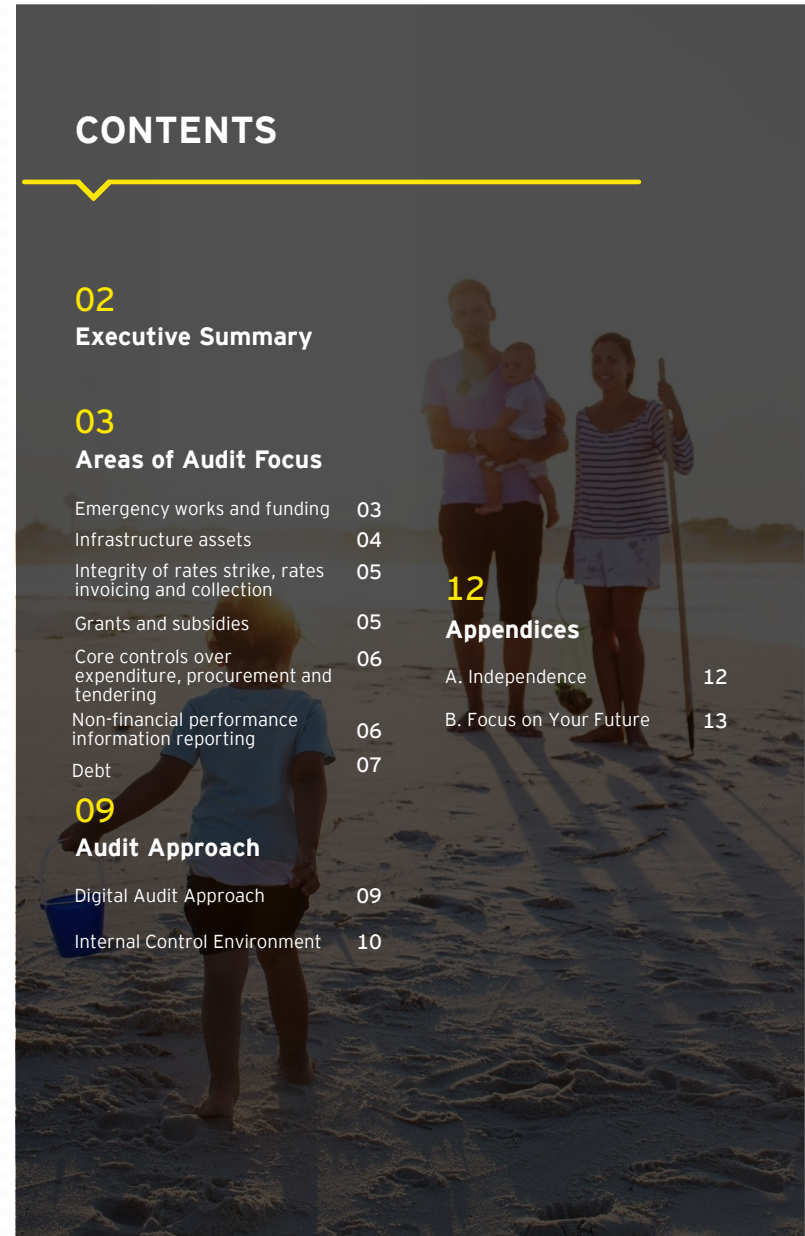 CONTENTS
02
Executive Summary
03
Areas of Audit Focus
Emergency works and funding 03
Infrastructure assets 04
Integrity of rates strike, rates 05
invoicing and collection
Grants and subsidies 05
Core controls over 06
expenditure, procurement and
tendering
Non-financial performance
information reporting 06
Debt 07
09
Audit Approach
Digital Audit Approach 09
Internal Control Environment 10
12
Appendices
A. Independence 12
B. Focus on Your Future 13